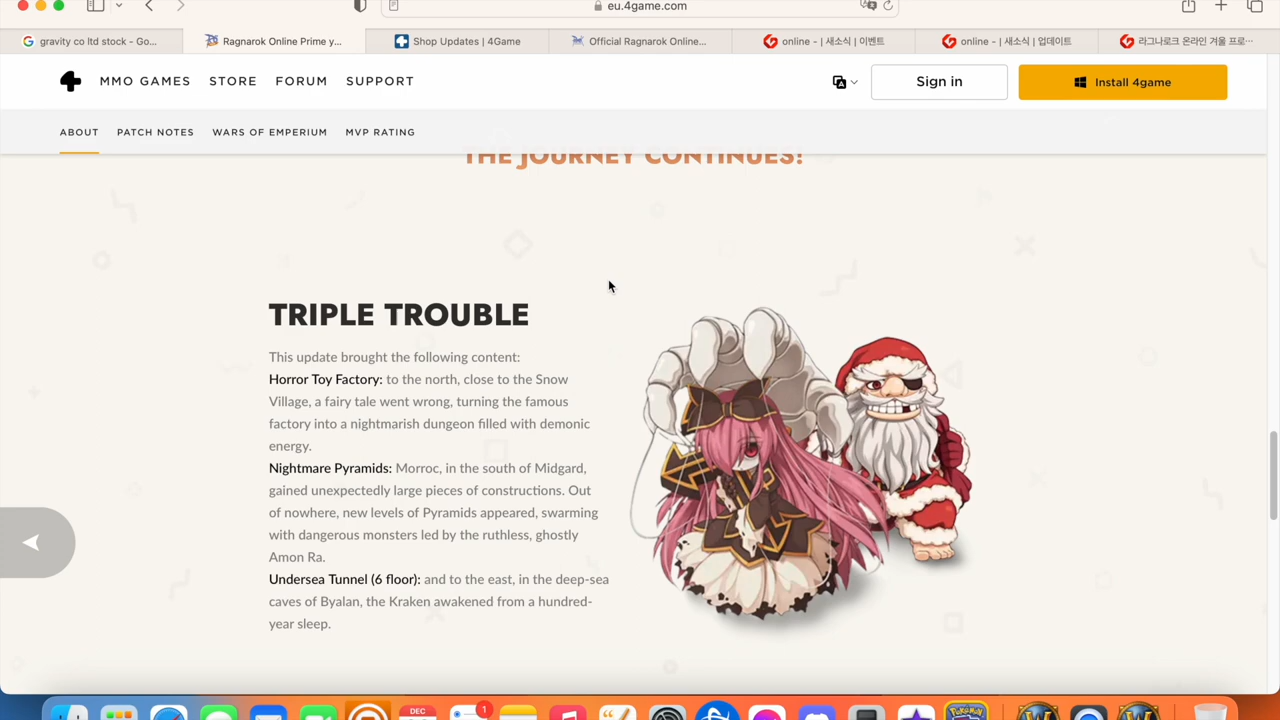 eu.4game.com
gravity co ltd stock - Go...
Ragnarok Online Prime y...
Shop Updates | 4Game
Official Ragnarok Online...
online - | 새소식 | 이벤트
online - | 새소식 | 업데이트
라그나로크 온라인 겨울 프로...
MMO GAMES
STORE
FORUM
SUPPORT
Sign in
Install 4game
ABOUT
PATCH NOTES
WARS OF EMPERIUM
MVP RATING
THE JOURNEY CONTINUES!
TRIPLE TROUBLE
This update brought the following content:
Horror Toy Factory: to the north, close to the Snow
Village, a fairy tale went wrong, turning the famous
factory into a nightmarish dungeon filled with demonic
energy.
Nightmare Pyramids: Morroc, in the south of Midgard,
gained unexpectedly large pieces of constructions. Out
of nowhere, new levels of Pyramids appeared, swarming
with dangerous monsters led by the ruthless, ghostly
Amon Ra.
Undersea Tunnel (6 floor): and to the east, in the deep-sea
caves of Byalan, the Kraken awakened from a hundred-
year sleep.
DEC
1